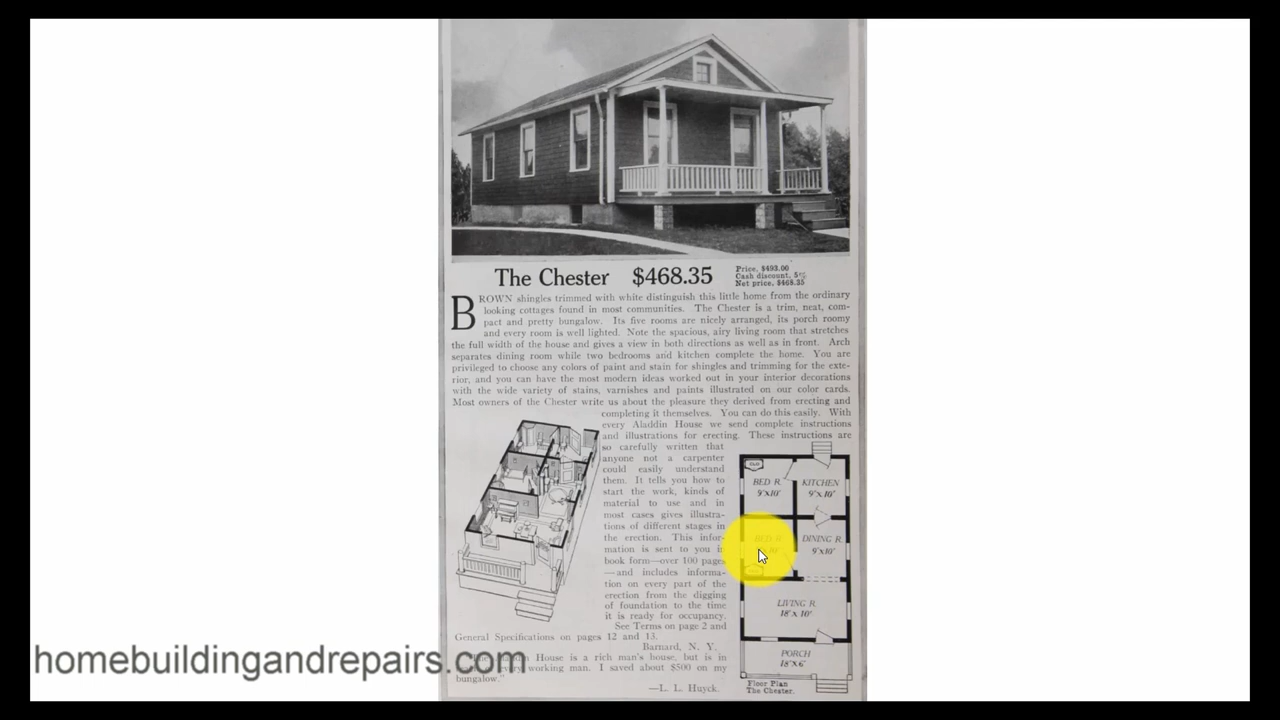 The Chester $468.35
Price, $493.00
Cash discount, 5%
Net price, $468.35
BROWN shingles trimmed with white distinguish this little home from the ordinary
looking cottages found in most communities. The Chester is a trim, neat, com-
pact and pretty bungalow. Its five rooms are nicely arranged, its porch roomy
and every room is well lighted. Note the spacious, airy living room that stretches
the full width of the house and gives a view in both directions as well as in front. Arch
separates dining room while two bedrooms and kitchen complete the home. You are
privileged to choose any colors of paint and stain for shingles and trimming for the exte-
rior, and you can have the most modern ideas worked out in your interior decorations
with the wide variety of stains, varnishes and paints illustrated on our color cards.
Most owners of the Chester write us about the pleasure they derived from erecting and
completing it themselves. You can do this easily. With
every Aladdin House we send complete instructions
and illustrations for erecting. These instructions are
so carefully written that
anyone not a carpenter
could easily understand
them. It tells you how to
start the work, kinds of
material to use and in
most cases gives illustra-
tions of different stages in
the erection. This infor-
mation is sent to you in
book form—over 100 pages
—and includes informa-
tion on every part of the
erection from the digging
of foundation to the time
it is ready for occupancy.
See Terms on page 2 and
General Specifications on pages 12 and 13.
Barnard, N. Y.
House is a rich man's house, but is in
working man. I saved about $500 on my
bungalow."
—L. L. Huyck.
BED R.
9'x10'
KITCHEN
9'x10'
DINING R.
9'x10'
LIVING R.
18'x10'
PORCH
18'x6'
Floor Plan
The Chester.
homebuildingandrepairs.com